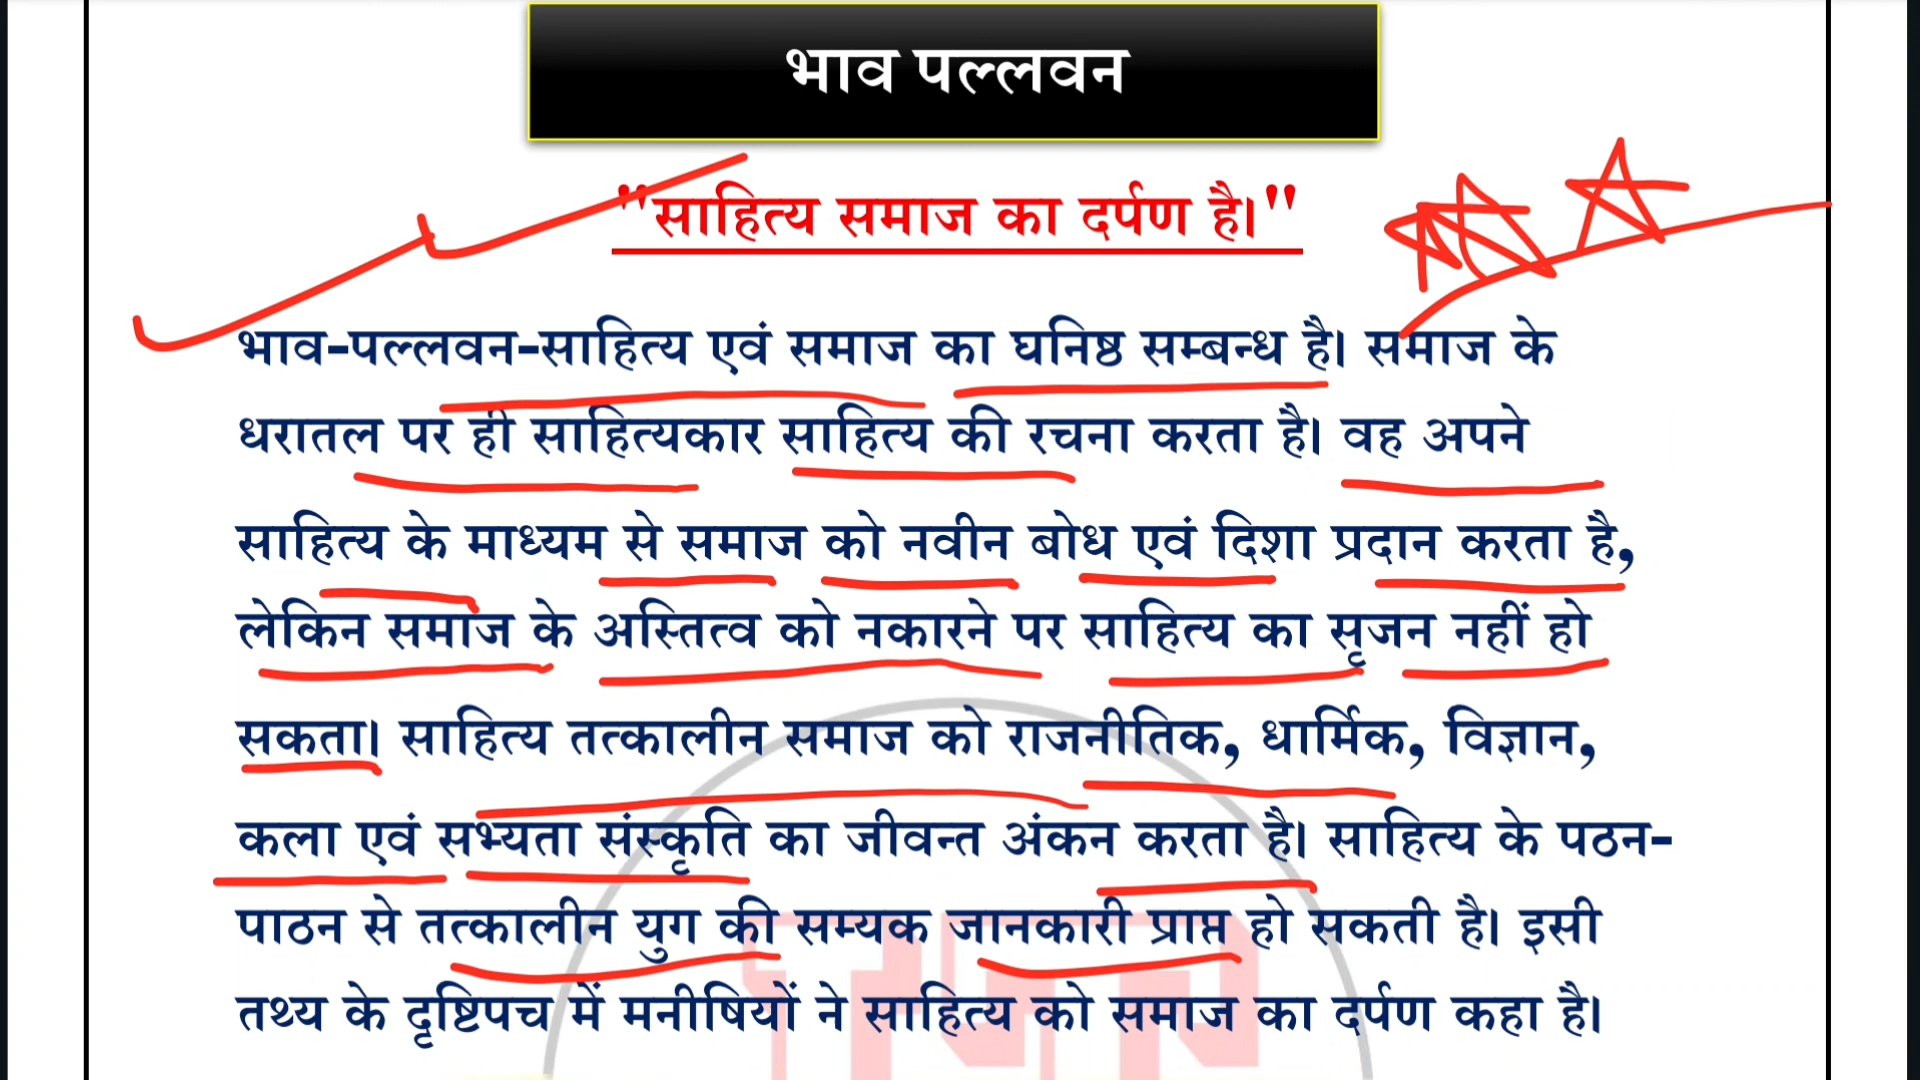 भाव पल्लवन
"साहित्य समाज का दर्पण है।"
भाव-पल्लवन-साहित्य एवं समाज का घनिष्ठ सम्बन्ध है। समाज के
धरातल पर ही साहित्यकार साहित्य की रचना करता है। वह अपने
साहित्य के माध्यम से समाज को नवीन बोध एवं दिशा प्रदान करता है,
लेकिन समाज के अस्तित्व को नकारने पर साहित्य का सृजन नहीं हो
सकता। साहित्य तत्कालीन समाज को राजनीतिक, धार्मिक, विज्ञान,
कला एवं सभ्यता संस्कृति का जीवन्त अंकन करता है। साहित्य के पठन-
पाठन से तत्कालीन युग की सम्यक जानकारी प्राप्त हो सकती है। इसी
तथ्य के दृष्टिपच में मनीषियों ने साहित्य को समाज का दर्पण कहा है।